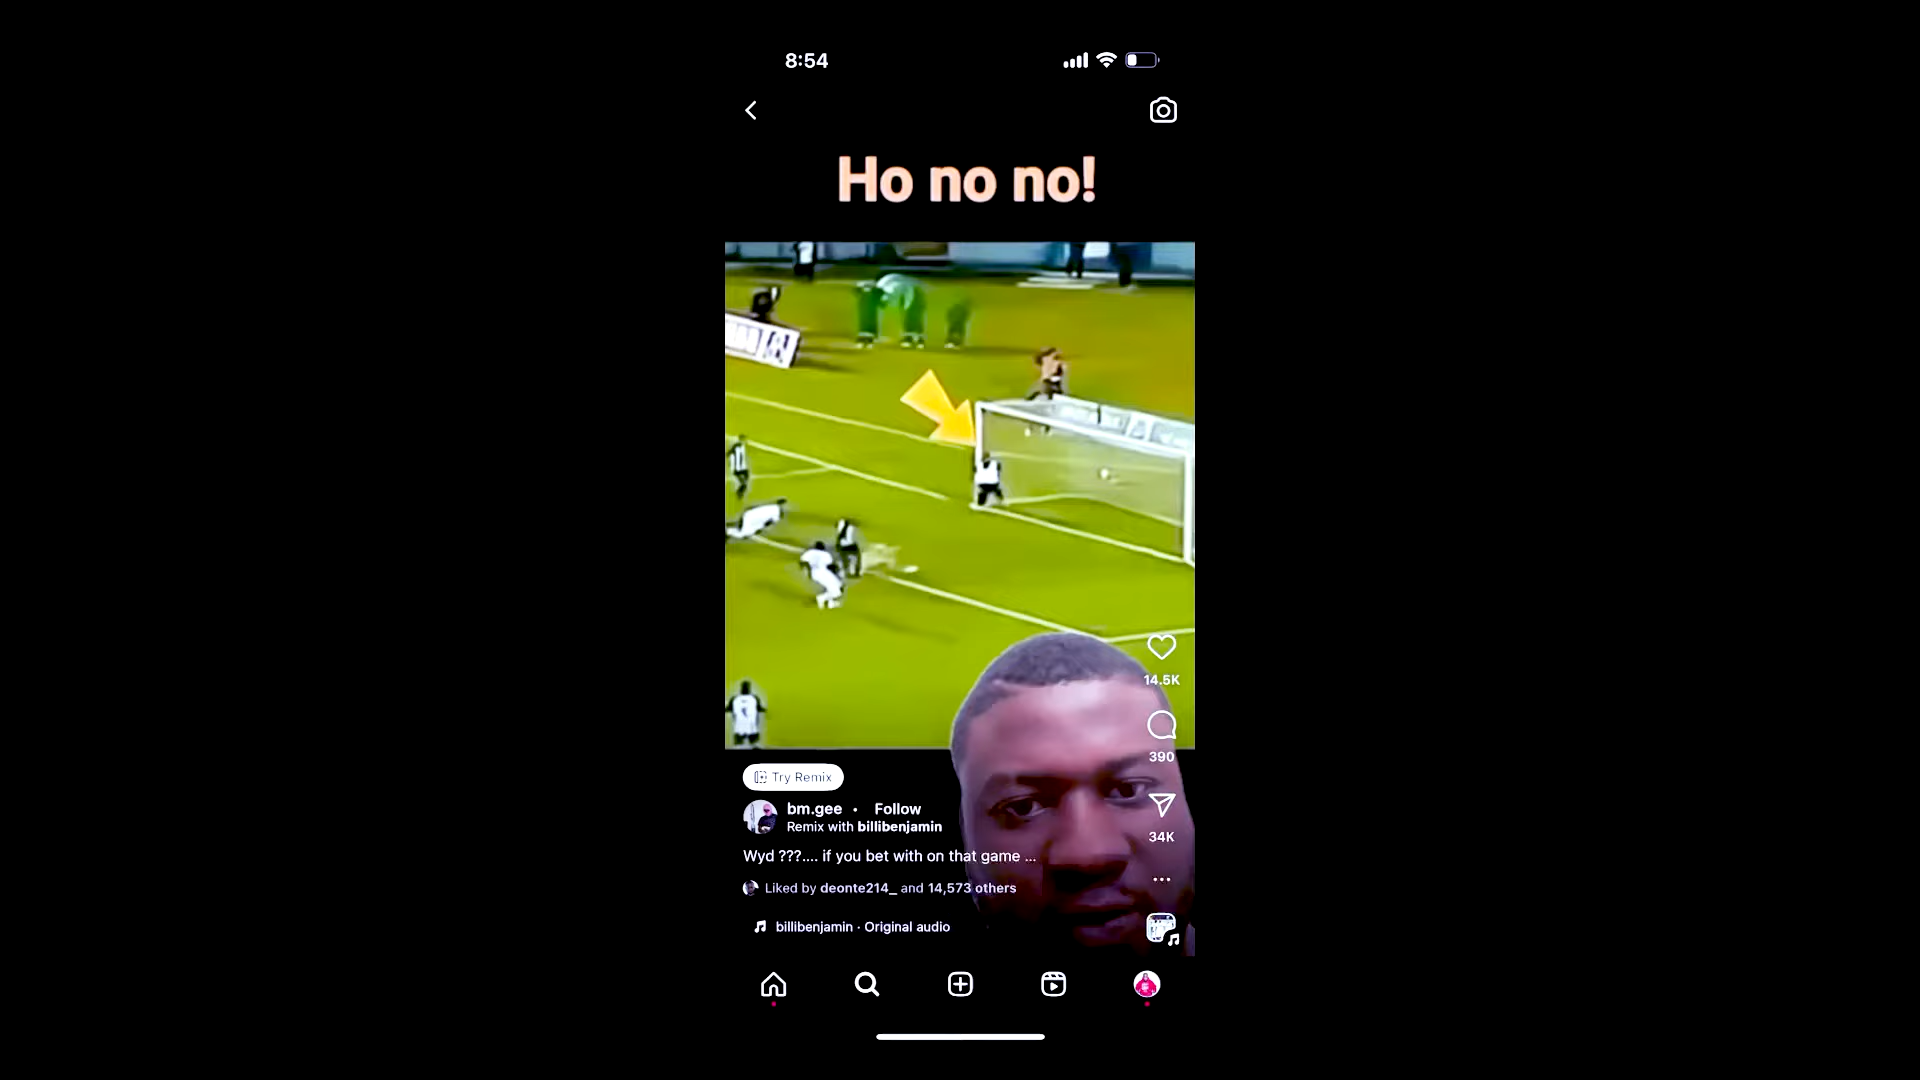 8:54
Ho no no!
14.5K
390
Try Remix
bm.gee • Follow
Remix with billibenjamin
34K
Wyd ???.... if you bet with on that game ...
Liked by deonte214_ and 14,573 others
billibenjamin · Original audio